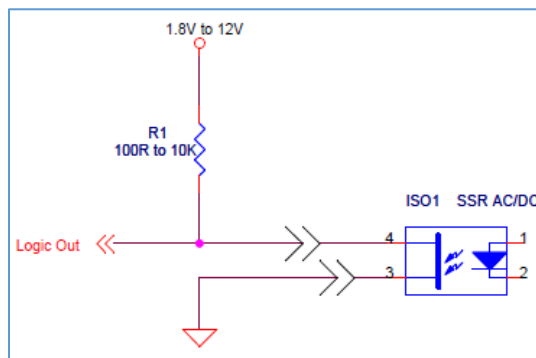 1.8V to 12V
R1
100R to 10K
ISO1 SSR AC/DC
Logic Out
4
1
3
2